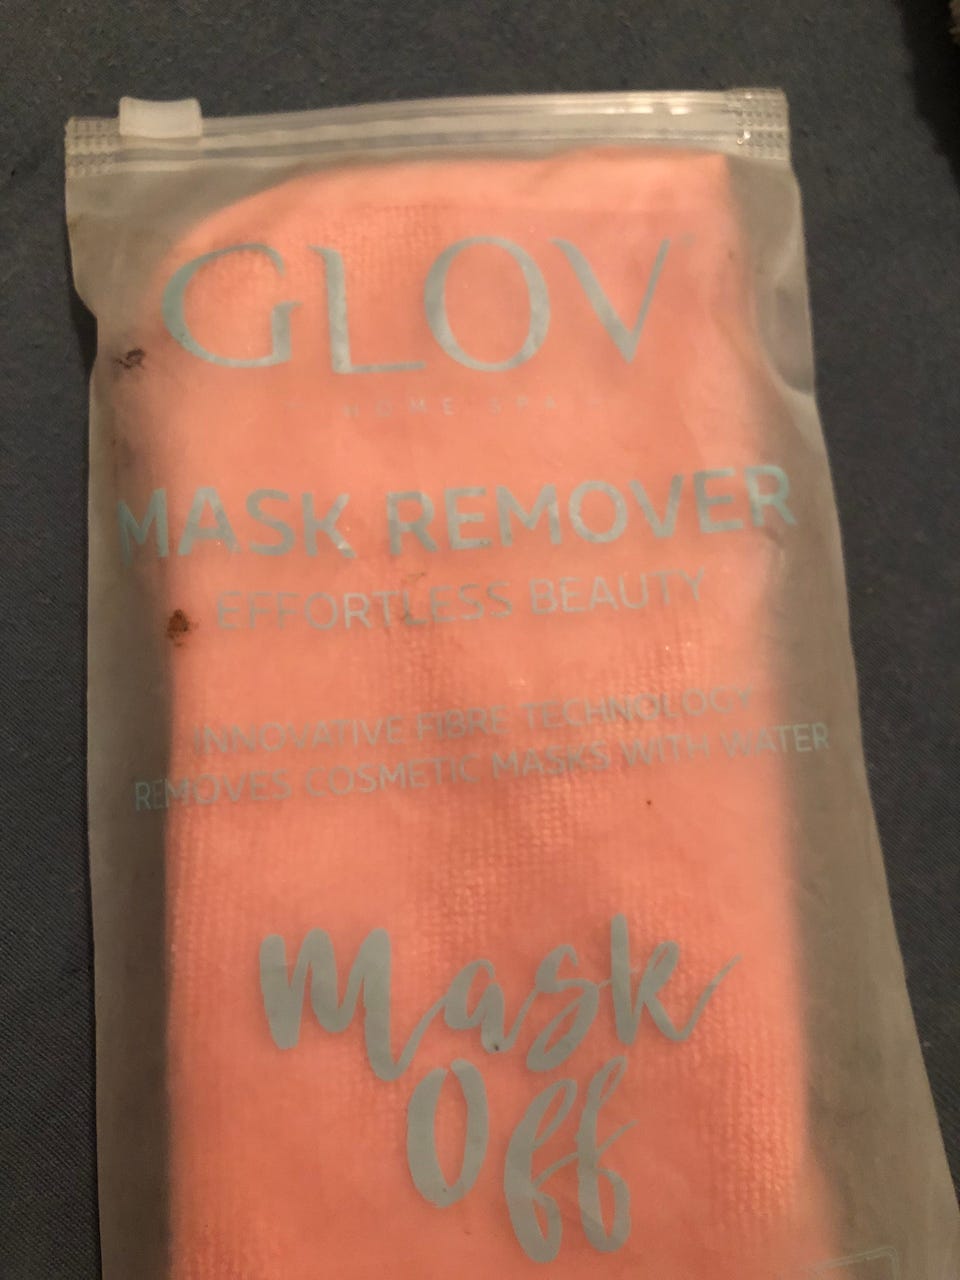 GLOV
HOME SPA
MASK REMOVER
EFFORTLESS BEAUTY
INNOVATIVE FIBRE TECHNOLOGY
REMOVES COSMETIC MASKS WITH WATER
Mask
Off